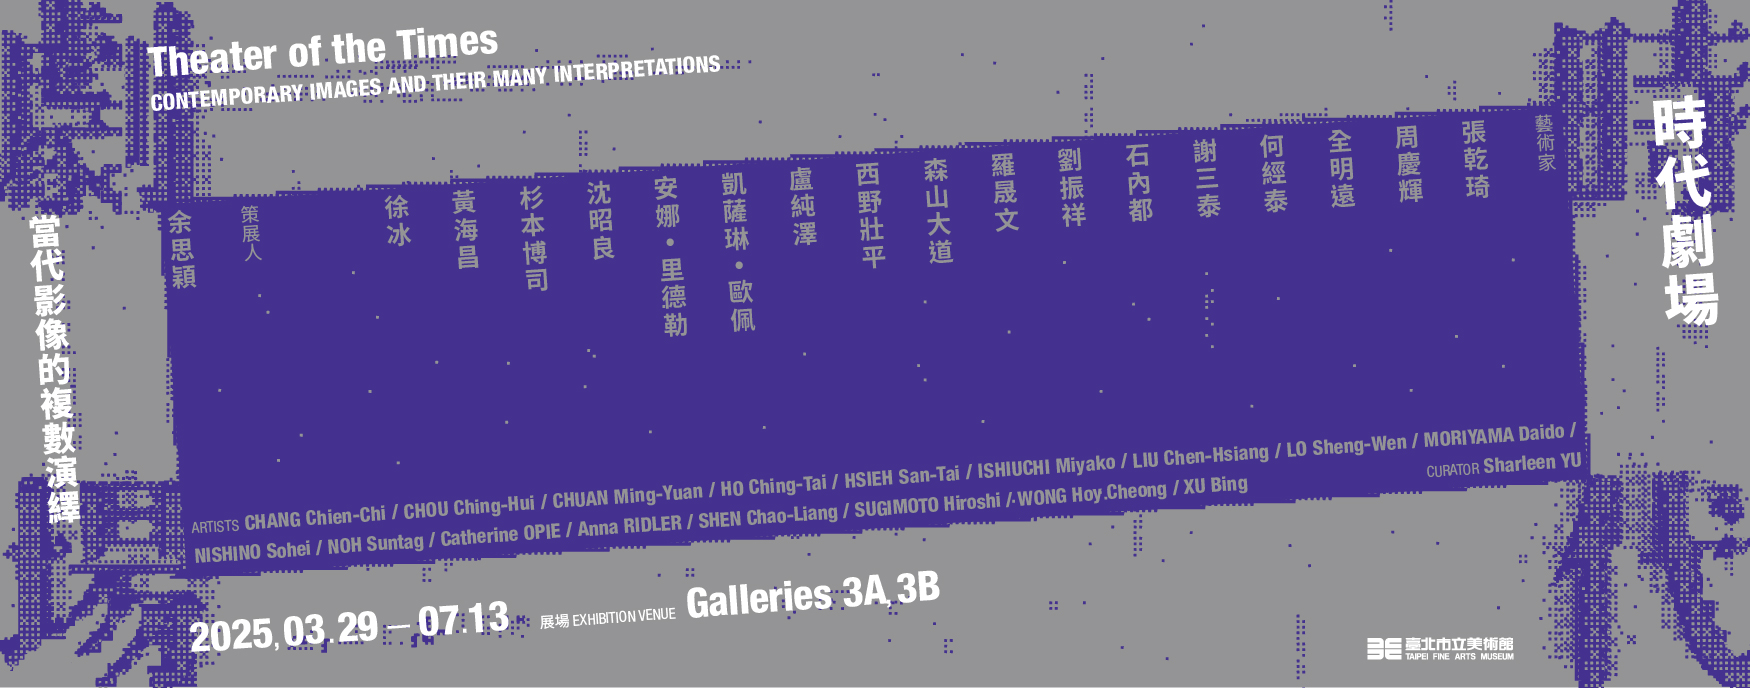 Theater of the Times
CONTEMPORARY IMAGES AND THEIR MANY INTERPRETATIONS
時代劇場
當代影像的複數演繹
藝術家
張乾琦
周慶輝
全明遠
何經泰
謝三泰
石內都
劉振祥
羅晟文
森山大道
西野壯平
盧純澤
凱薩琳•歐佩
安娜•里德勒
沈昭良
杉本博司
黃海昌
徐冰
策展人
余思穎
ARTISTS CHANG Chien-Chi / CHOU Ching-Hui / CHUAN Ming-Yuan / HO Ching-Tai / HSIEH San-Tai / ISHIUCHI Miyako / LIU Chen-Hsiang / LO Sheng-Wen / MORIYAMA Daido /
NISHINO Sohei / NOH Suntag / Catherine OPIE / Anna RIDLER / SHEN Chao-Liang / SUGIMOTO Hiroshi / WONG Hoy Cheong / XU Bing
CURATOR Sharleen YU
2025.03.29 — 07.13
展場 EXHIBITION VENUE Galleries 3A, 3B
臺北市立美術館
TAIPEI FINE ARTS MUSEUM